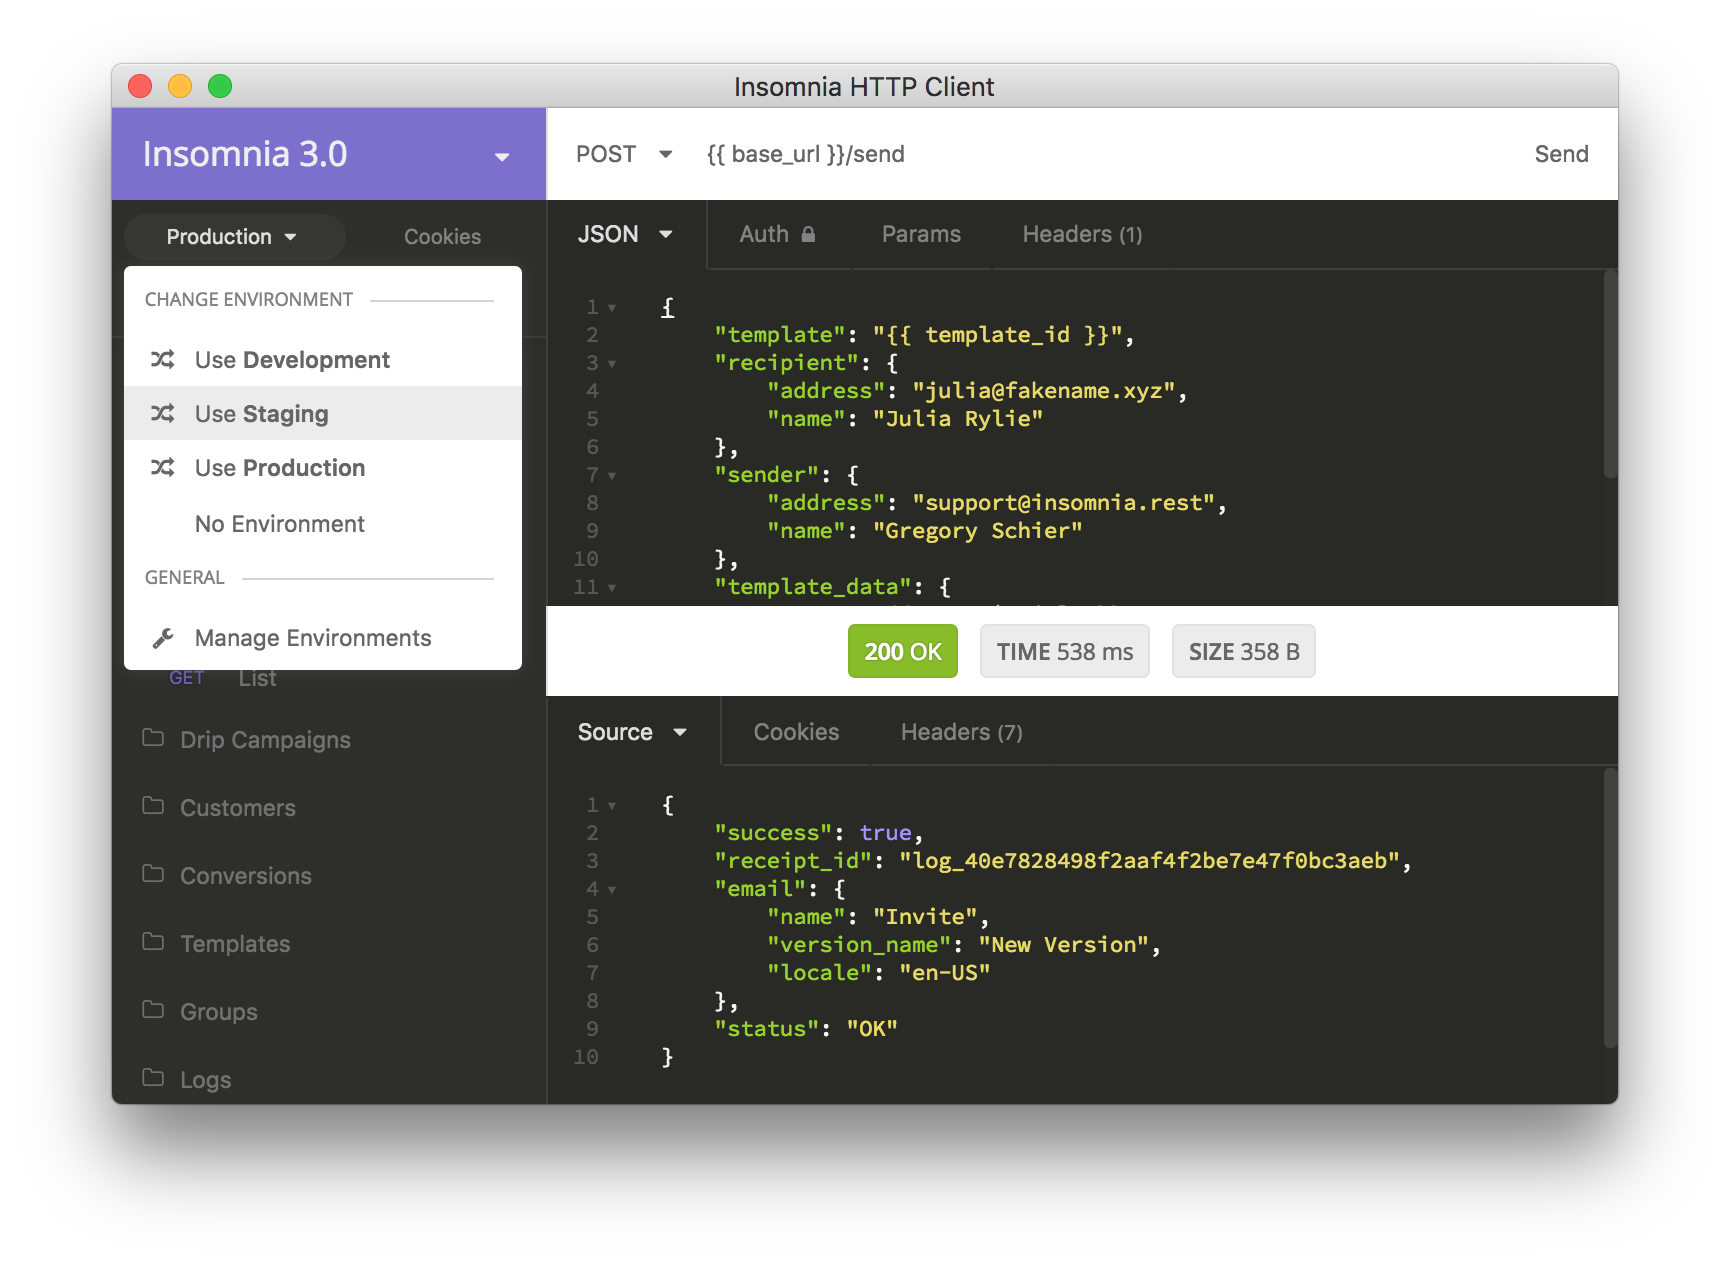 Insomnia HTTP Client
Insomnia 3.0
POST {{ base_url }}/send Send
Production Cookies
CHANGE ENVIRONMENT
Use Development
Use Staging
Use Production
No Environment
GENERAL
Manage Environments
GET List
Drip Campaigns
Customers
Conversions
Templates
Groups
Logs
JSON Auth Params Headers (1)
1 {
2 "template": "{{ template_id }}",
3 "recipient": {
4 "address": "julia@fakename.xyz",
5 "name": "Julia Rylie"
6 },
7 "sender": {
8 "address": "support@insomnia.rest",
9 "name": "Gregory Schier"
10 },
11 "template_data": {
200 OK TIME 538 ms SIZE 358 B
Source Cookies Headers (7)
1 {
2 "success": true,
3 "receipt_id": "log_40e7828498f2aaf4f2be7e47f0bc3aeb",
4 "email": {
5 "name": "Invite",
6 "version_name": "New Version",
7 "locale": "en-US"
8 },
9 "status": "OK"
10 }